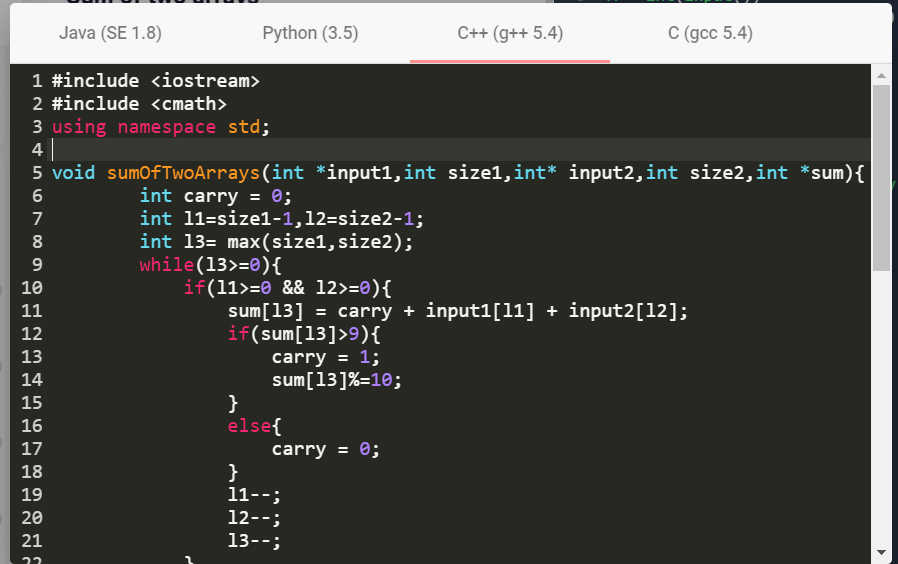 Sum of two arrays
Java (SE 1.8) Python (3.5) C++ (g++ 5.4) C (gcc 5.4)
1 #include <iostream>
2 #include <cmath>
3 using namespace std;
4
5 void sumOfTwoArrays(int *input1,int size1,int* input2,int size2,int *sum){
6 int carry = 0;
7 int l1=size1-1,l2=size2-1;
8 int l3= max(size1,size2);
9 while(l3>=0){
10 if(l1>=0 && l2>=0){
11 sum[l3] = carry + input1[l1] + input2[l2];
12 if(sum[l3]>9){
13 carry = 1;
14 sum[l3]%=10;
15 }
16 else{
17 carry = 0;
18 }
19 l1--;
20 l2--;
21 l3--;
22 }